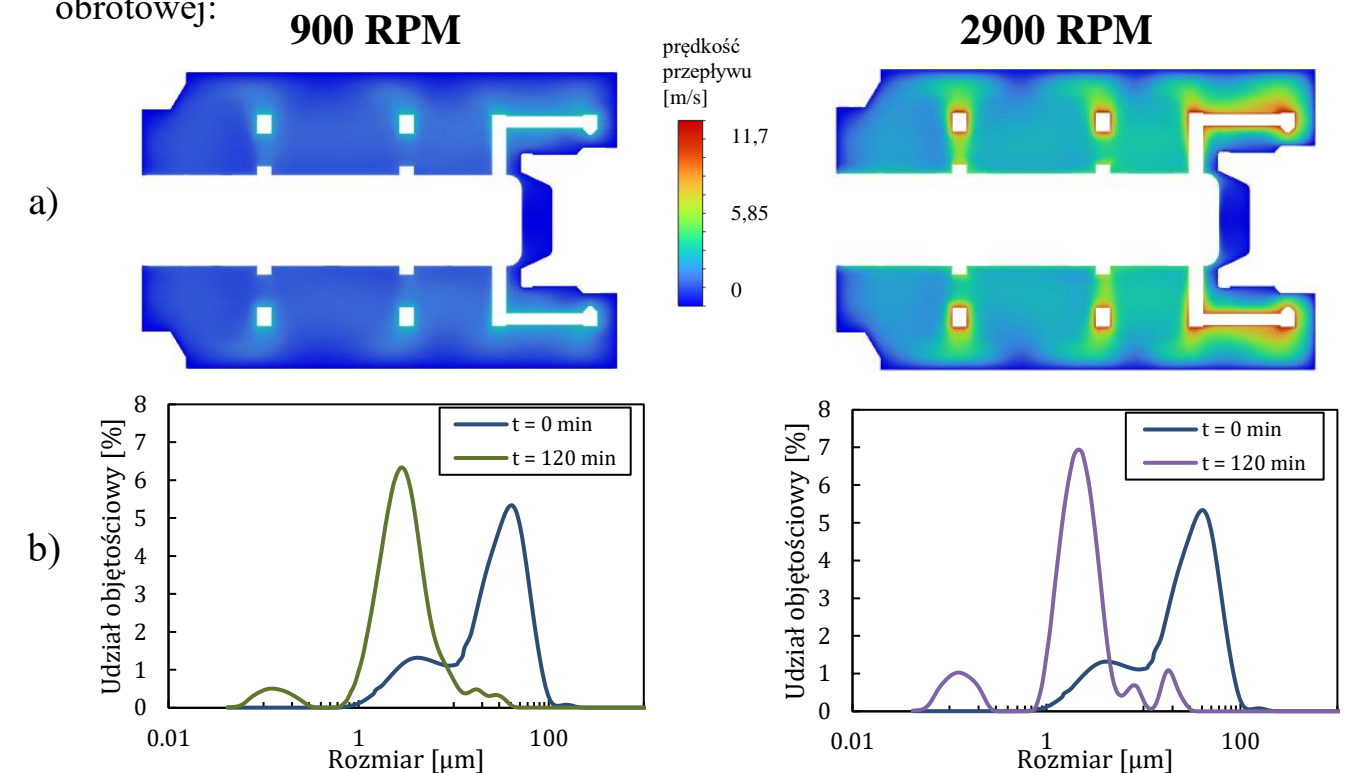 obrotowej:
900 RPM
2900 RPM
prędkość
przepływu
[m/s]
11,7
5,85
0
a)
b)
Udział objętościowy [%]
8
7
6
5
4
3
2
1
0
t = 0 min
t = 120 min
0.01
1
100
Rozmiar [µm]
Udział objętościowy [%]
8
7
6
5
4
3
2
1
0
t = 0 min
t = 120 min
0.01
1
100
Rozmiar [µm]